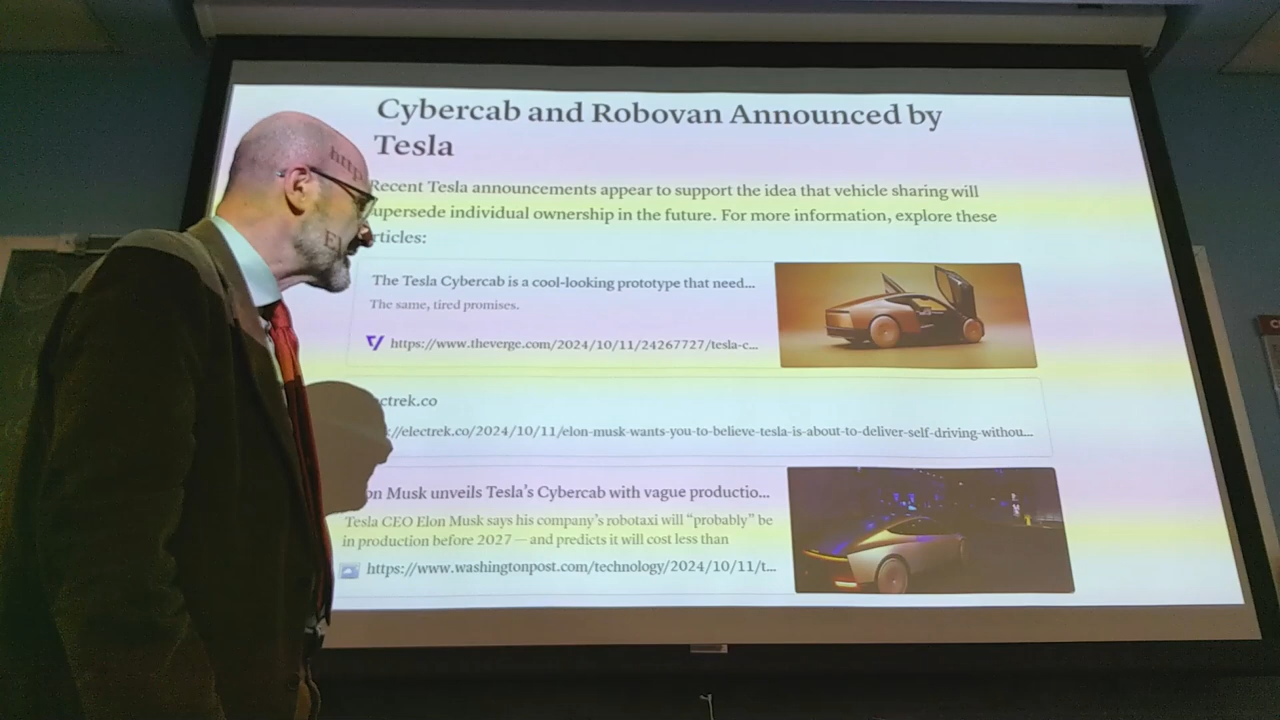 Cybercab and Robovan Announced by
Tesla
Recent Tesla announcements appear to support the idea that vehicle sharing will
upersede individual ownership in the future. For more information, explore these
rticles:
The Tesla Cybercab is a cool-looking prototype that need...
The same, tired promises.
https://www.theverge.com/2024/10/11/24267727/tesla-c...
ctrek.co
://electrek.co/2024/10/11/elon-musk-wants-you-to-believe-tesla-is-about-to-deliver-self-driving-withou...
on Musk unveils Tesla's Cybercab with vague productio...
Tesla CEO Elon Musk says his company's robotaxi will "probably" be
in production before 2027 — and predicts it will cost less than
https://www.washingtonpost.com/technology/2024/10/11/t...
http
El